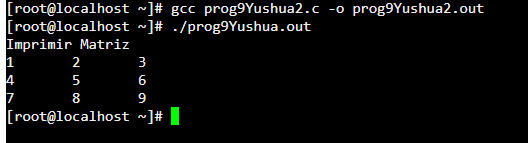 [root@localhost ~]# gcc prog9Yushua2.c -o prog9Yushua2.out
[root@localhost ~]# ./prog9Yushua.out
Imprimir Matriz
1       2       3
4       5       6
7       8       9
[root@localhost ~]#